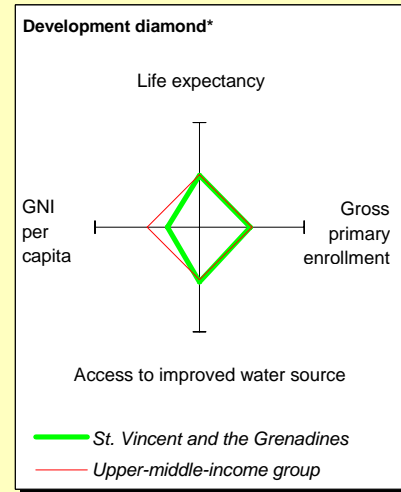 Development diamond*
Life expectancy
GNI
per
capita
Gross
primary
enrollment
Access to improved water source
St. Vincent and the Grenadines
Upper-middle-income group